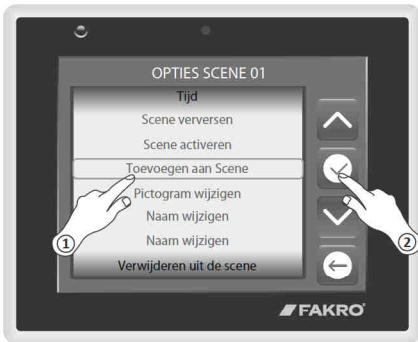 OPTIES SCENE 01
Tijd
Scene verversen
Scene activeren
Toevoegen aan Scene
Pictogram wijzigen
Naam wijzigen
Naam wijzigen
Verwijderen uit de scene
1
2
FAKRO